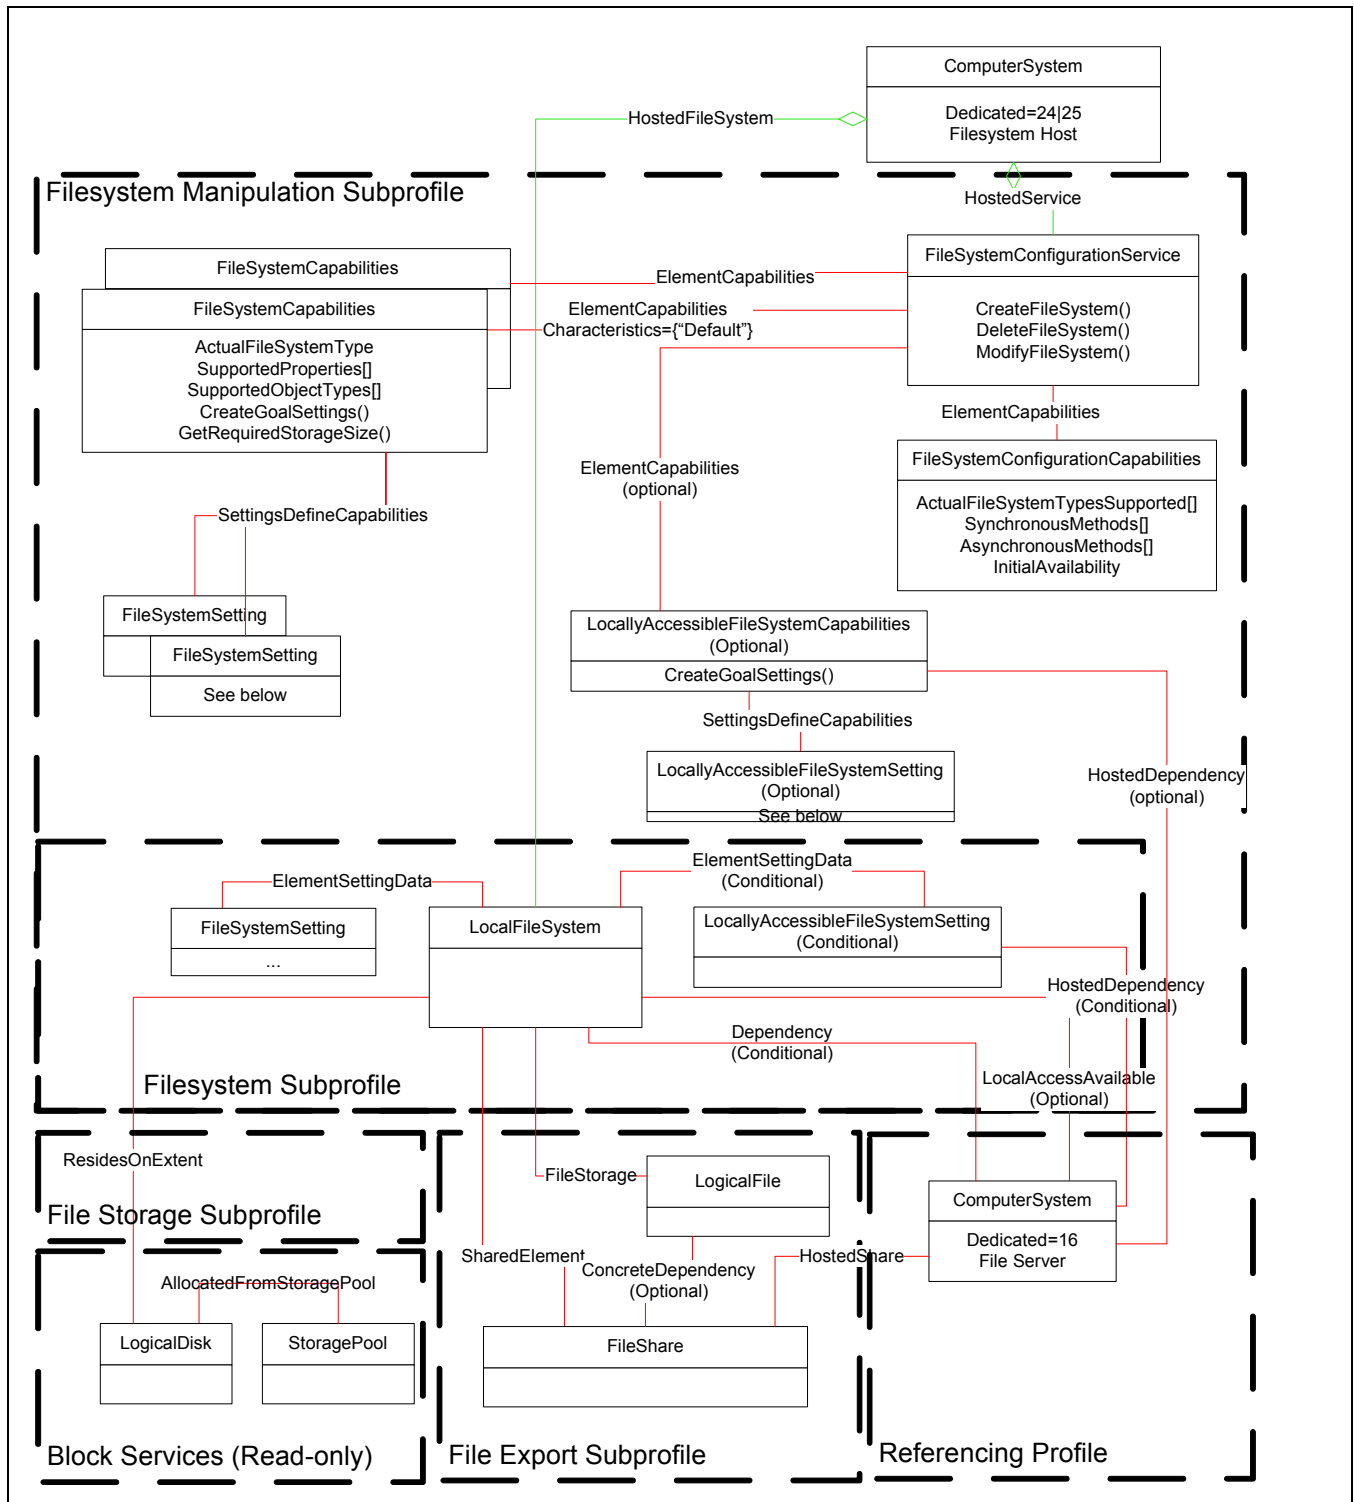 ComputerSystem
Dedicated=24|25
Filesystem Host
HostedFileSystem
Filesystem Manipulation Subprofile
HostedService
FileSystemCapabilities
FileSystemConfigurationService
ElementCapabilities
FileSystemCapabilities
ElementCapabilities
Characteristics={“Default”}
CreateFileSystem()
DeleteFileSystem()
ModifyFileSystem()
ActualFileSystemType
SupportedProperties[]
SupportedObjectTypes[]
CreateGoalSettings()
GetRequiredStorageSize()
ElementCapabilities
ElementCapabilities
(optional)
FileSystemConfigurationCapabilities
ActualFileSystemTypesSupported[]
SynchronousMethods[]
AsynchronousMethods[]
InitialAvailability
SettingsDefineCapabilities
FileSystemSetting
FileSystemSetting
See below
LocallyAccessibleFileSystemCapabilities
(Optional)
CreateGoalSettings()
SettingsDefineCapabilities
LocallyAccessibleFileSystemSetting
(Optional)
See below
HostedDependency
(optional)
ElementSettingData
ElementSettingData
(Conditional)
FileSystemSetting
...
LocalFileSystem
LocallyAccessibleFileSystemSetting
(Conditional)
HostedDependency
(Conditional)
Dependency
(Conditional)
Filesystem Subprofile
LocalAccessAvailable
(Optional)
ResidesOnExtent
File Storage Subprofile
FileStorage
LogicalFile
ComputerSystem
Dedicated=16
File Server
SharedElement
ConcreteDependency
(Optional)
HostedShare
AllocatedFromStoragePool
LogicalDisk
StoragePool
FileShare
Block Services (Read-only)
File Export Subprofile
Referencing Profile